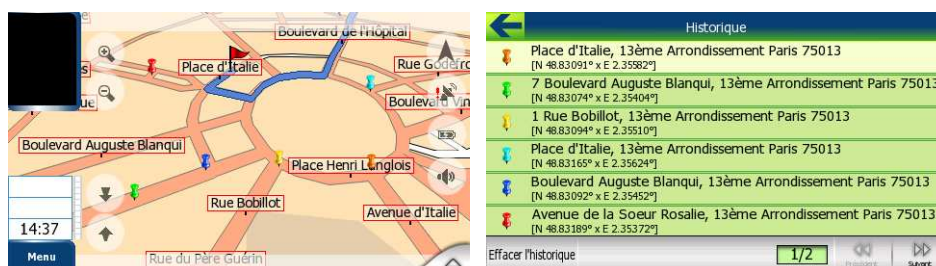 Boulevard de l'Hôpital
Place d'Italie
Rue Godefro
es
ue
Boulevard Vin
Boulevard Auguste Blanqui
Place Henri Langlois
Rue Bobillot
Avenue d'Italie
14:37
Menu
Rue du Père Guérin
Historique
Place d'Italie, 13ème Arrondissement Paris 75013
[N 48.83091° x E 2.35582°]
7 Boulevard Auguste Blanqui, 13ème Arrondissement Paris 75013
[N 48.83074° x E 2.35404°]
1 Rue Bobillot, 13ème Arrondissement Paris 75013
[N 48.83094° x E 2.35510°]
Place d'Italie, 13ème Arrondissement Paris 75013
[N 48.83165° x E 2.35624°]
Boulevard Auguste Blanqui, 13ème Arrondissement Paris 75013
[N 48.83092° x E 2.35452°]
Avenue de la Soeur Rosalie, 13ème Arrondissement Paris 75013
[N 48.83189° x E 2.35372°]
Effacer l'historique
1/2
Précédent
Suivant